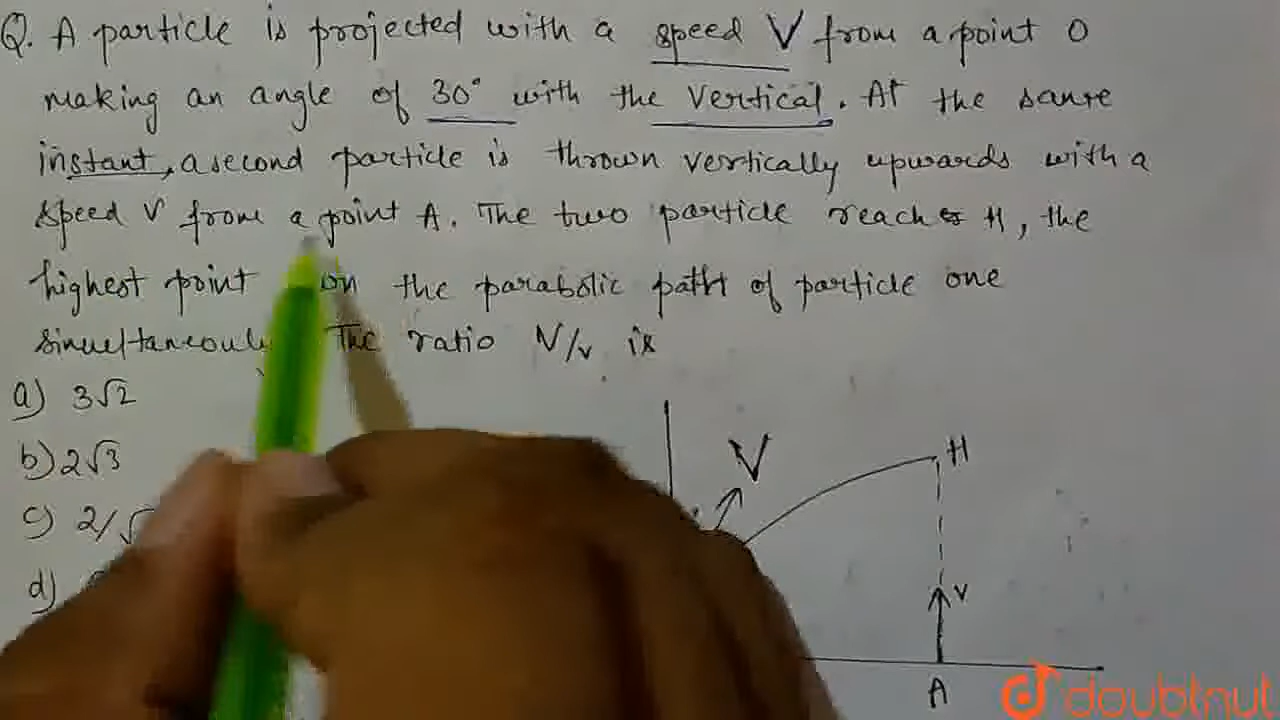 Q. A particle is projected with a speed V from a point O
making an angle of 30° with the vertical. At the same
instant, a second particle is thrown vertically upwards with a
speed v from a point A. The two particle reach H, the
highest point on the parabolic path of particle one
simultaneously The ratio V/v is
a) 3√2
b) 2√3
c) 2/√
d)
V
H
v
A
doubtnut